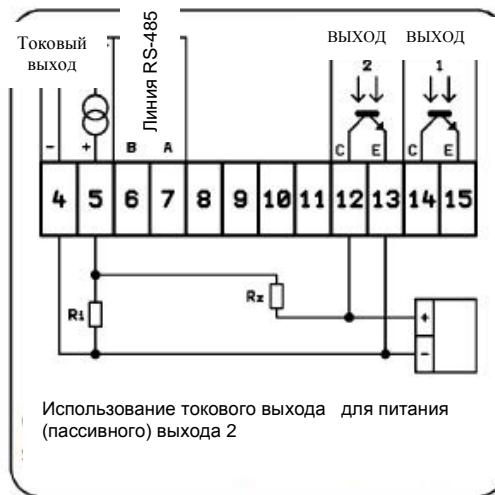 Токовый
выход
Линия RS-485
ВЫХОД ВЫХОД
2 1
- + B A C E C E
4 5 6 7 8 9 10 11 12 13 14 15
Rz
Ri
+
-
Использование токового выхода для питания
(пассивного) выхода 2